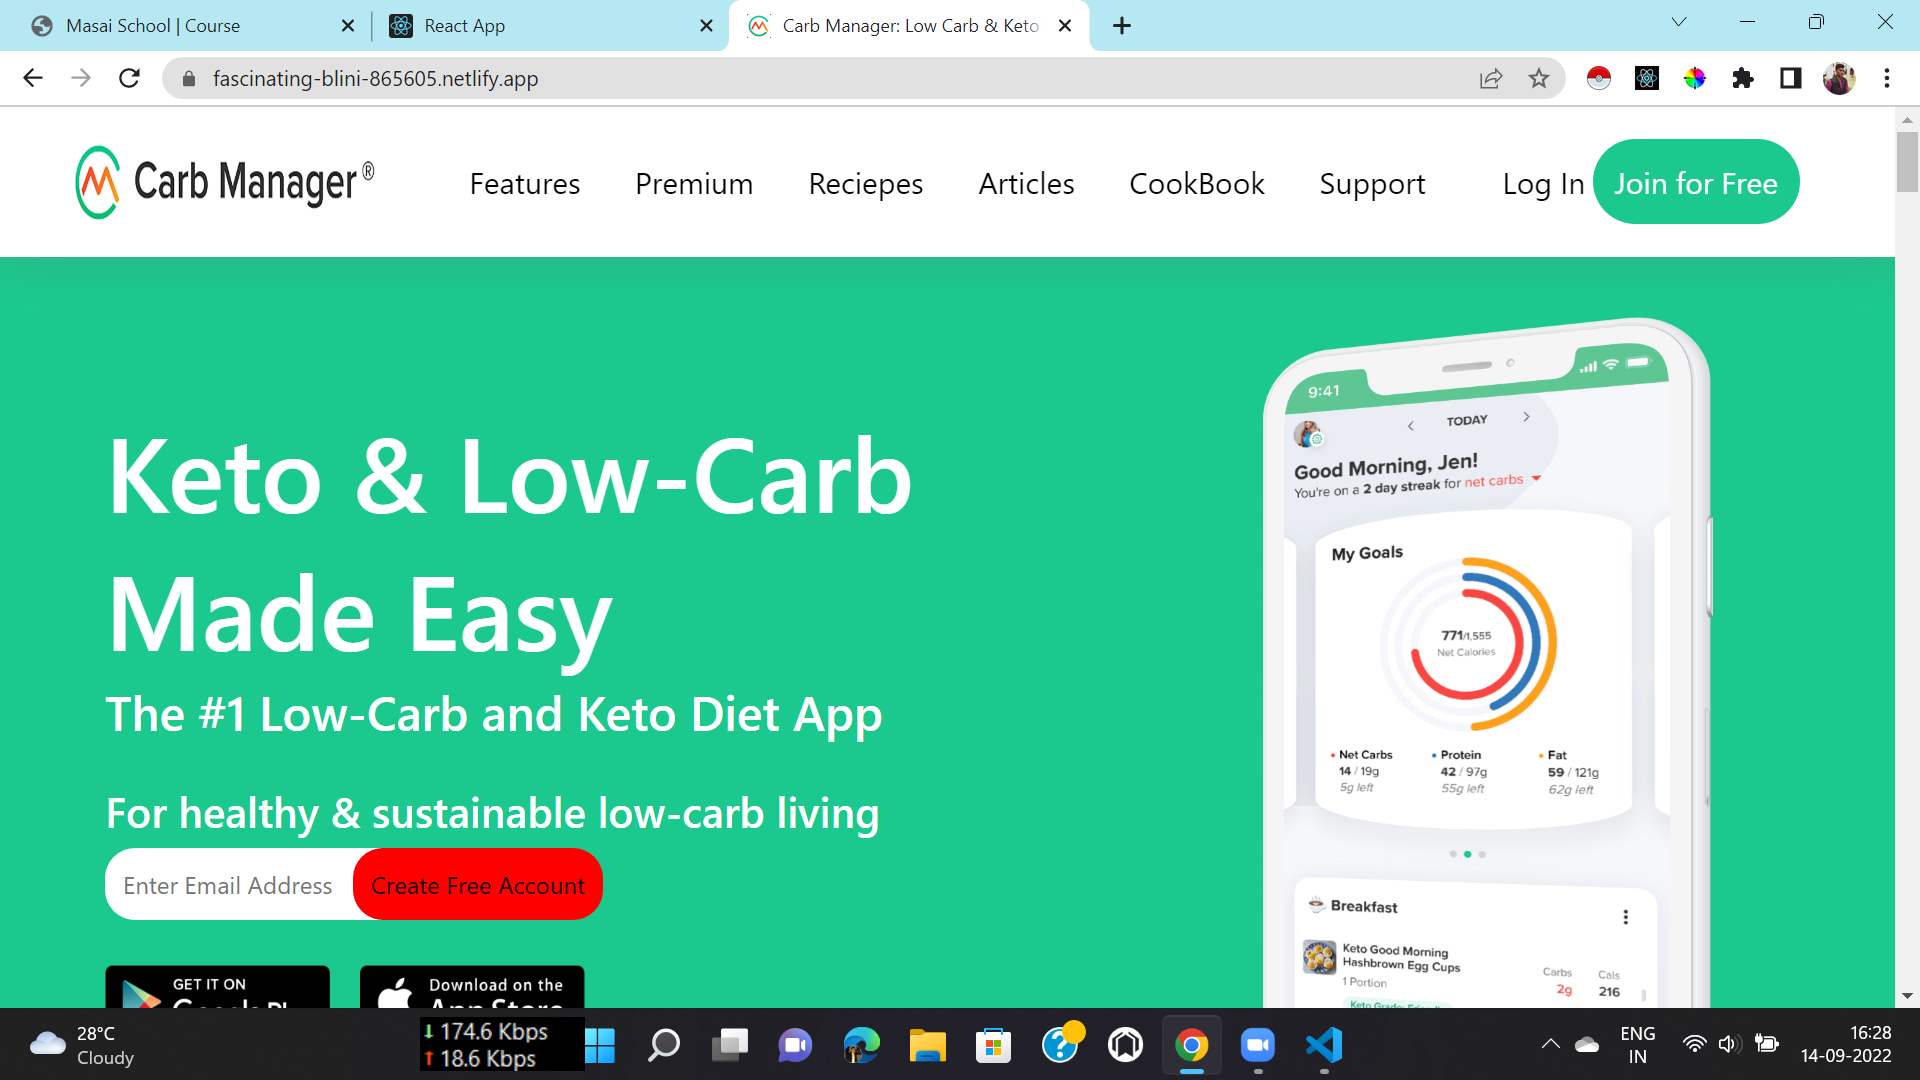 Masai School | Course
React App
Carb Manager: Low Carb & Keto
fascinating-blini-865605.netlify.app
Carb Manager®
Features
Premium
Reciepes
Articles
CookBook
Support
Log In
Join for Free
Keto & Low-Carb
Made Easy
The #1 Low-Carb and Keto Diet App
For healthy & sustainable low-carb living
Enter Email Address
Create Free Account
GET IT ON
Download on the
App Store
9:41
TODAY
Good Morning, Jen!
You're on a 2 day streak for net carbs
My Goals
771/1,555
Net Calories
Net Carbs
14 / 19g
5g left
Protein
42 / 97g
55g left
Fat
59 / 121g
62g left
Breakfast
Keto Good Morning
Hashbrown Egg Cups
1 Portion
Carbs
2g
Cals
216
28°C
Cloudy
174.6 Kbps
18.6 Kbps
ENG
IN
16:28
14-09-2022